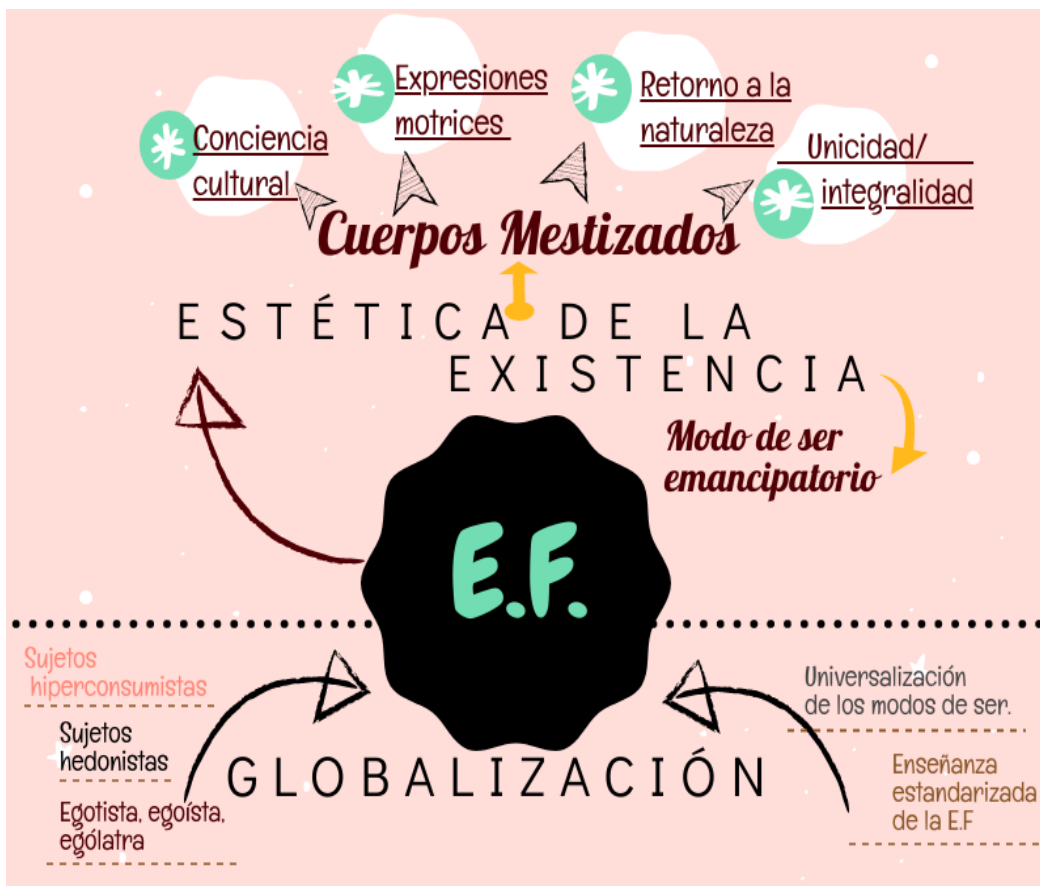 Conciencia
cultural
Expresiones
motrices
Retorno a la
naturaleza
Unicidad/
integralidad
Cuerpos Mestizados
ESTÉTICA DE LA
EXISTENCIA
Modo de ser
emancipatorio
E.F.
Sujetos
hiperconsumistas
Sujetos
hedonistas
Egotista, egoísta,
ególatra
GLOBALIZACIÓN
Universalización
de los modos de ser.
Enseñanza
estandarizada
de la E.F